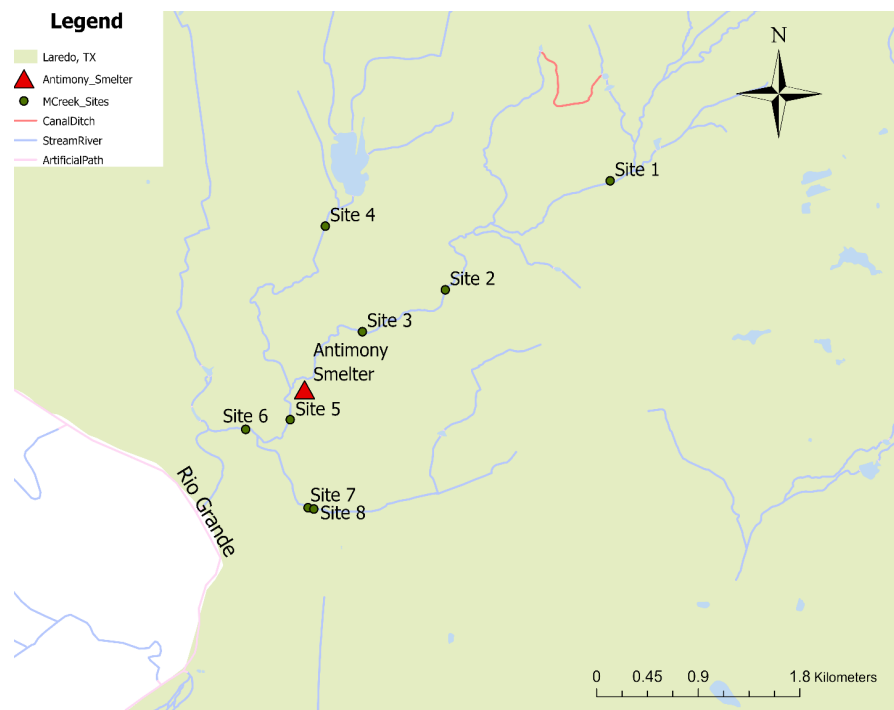 Legend
Laredo, TX
Antimony_Smelter
MCreek_Sites
CanalDitch
StreamRiver
ArtificialPath
N
Site 1
Site 4
Site 2
Site 3
Antimony
Smelter
Site 5
Site 6
Site 7
Site 8
Rio Grande
0 0.45 0.9 1.8 Kilometers